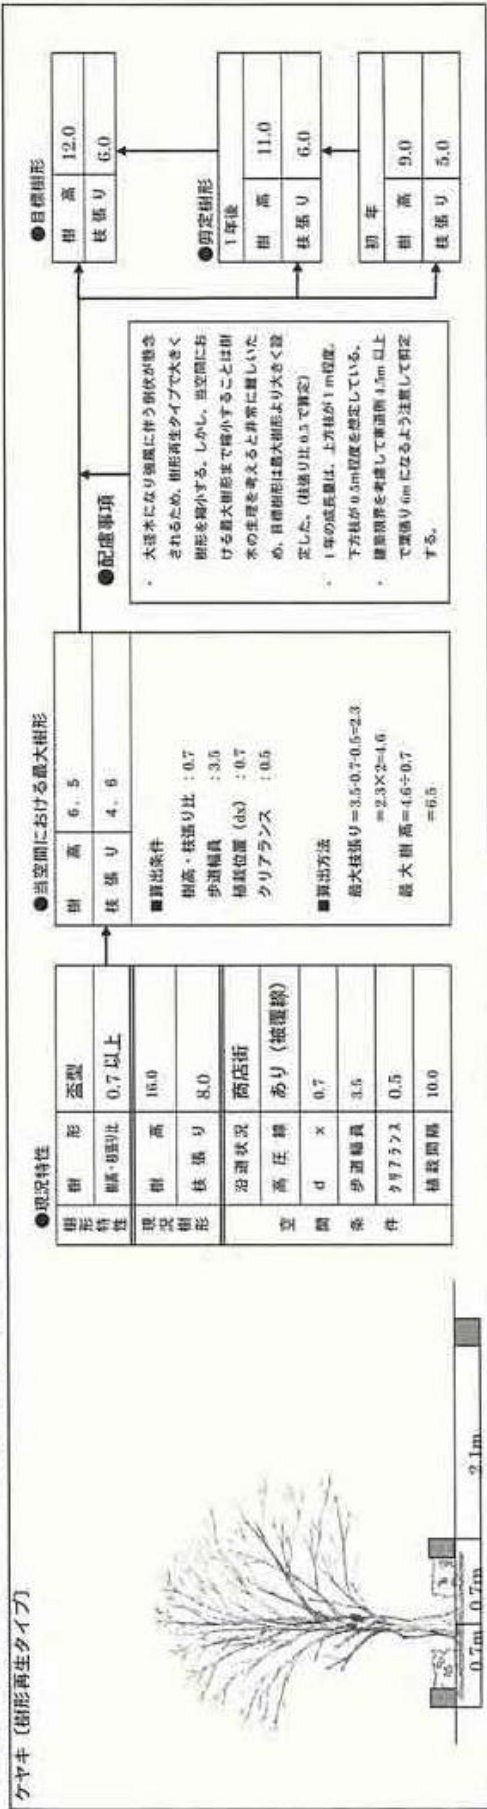 ケヤキ〔樹形再生タイプ〕
0.7m 0.7m 2.1m
●現況特性
樹形特性 樹形 盃型
樹高・枝張り比 0.7以上
現況樹形 樹高 16.0
枝張り 8.0
空間条件 沿道状況 商店街
高圧線 あり（被覆線）
d x 0.7
歩道幅員 3.5
クリアランス 0.5
植栽間隔 10.0
●当空間における最大樹形
樹高 6.5
枝張り 4.6
■算出条件
樹高・枝張り比 : 0.7
歩道幅員 : 3.5
植栽位置 (dx) : 0.7
クリアランス : 0.5
■算出方法
最大枝張り=3.5-0.7-0.5=2.3
=2.3×2=4.6
最大樹高=4.6÷0.7
=6.5
●配慮事項
・ 大径木になり強風に伴う倒伏が懸念
されるため、樹形再生タイプで大きく
樹形を縮小する。しかし、当空間にお
ける最大樹形まで縮小することは樹
木の生理を考えると非常に難しいた
め、目標樹形は最大樹形より大きく設
定した。（枝張り比 0.5 で算定）
・ 1年の成長量は、上方枝が1m程度、
下方枝が0.5m程度を想定している。
・ 建築限界を考慮して車道側4.5m以上
で葉張り6mになるよう注意して剪定
する。
●目標樹形
樹高 12.0
枝張り 6.0
●剪定樹形
1年後
樹高 11.0
枝張り 6.0
初年
樹高 9.0
枝張り 5.0